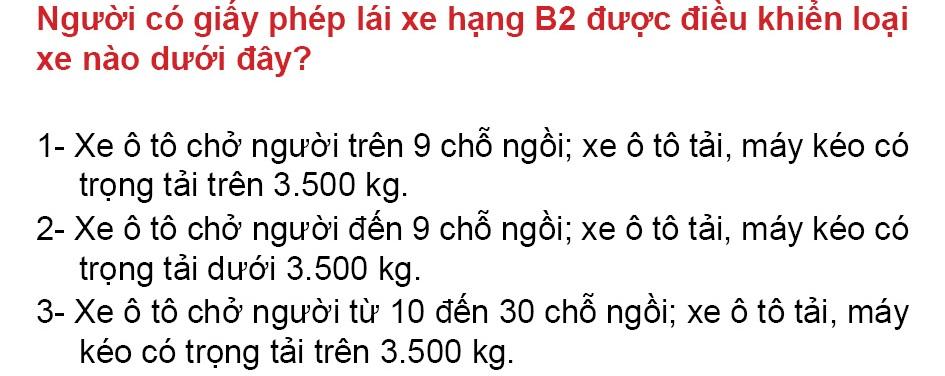 Người có giấy phép lái xe hạng B2 được điều khiển loại
xe nào dưới đây?
1- Xe ô tô chở người trên 9 chỗ ngồi; xe ô tô tải, máy kéo có
trọng tải trên 3.500 kg.
2- Xe ô tô chở người đến 9 chỗ ngồi; xe ô tô tải, máy kéo có
trọng tải dưới 3.500 kg.
3- Xe ô tô chở người từ 10 đến 30 chỗ ngồi; xe ô tô tải, máy
kéo có trọng tải trên 3.500 kg.